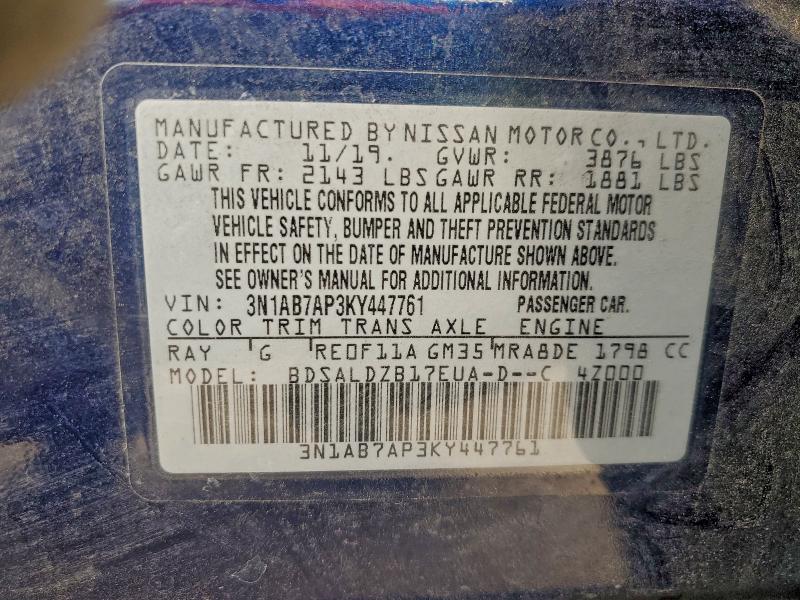 MANUFACTURED BY NISSAN MOTOR CO., LTD.
DATE: 11/19. GVWR: 3876 LBS
GAWR FR: 2143 LBS GAWR RR: 1881 LBS
THIS VEHICLE CONFORMS TO ALL APPLICABLE FEDERAL MOTOR
VEHICLE SAFETY, BUMPER AND THEFT PREVENTION STANDARDS
IN EFFECT ON THE DATE OF MANUFACTURE SHOWN ABOVE.
SEE OWNER'S MANUAL FOR ADDITIONAL INFORMATION.
VIN: 3N1AB7AP3KY447761 PASSENGER CAR.
COLOR TRIM TRANS AXLE ENGINE
RAY G RE0F11A GM35 MRA8DE 1798 CC
MODEL: BDSALDZB17EUA-D--C 4Z000
3N1AB7AP3KY447761